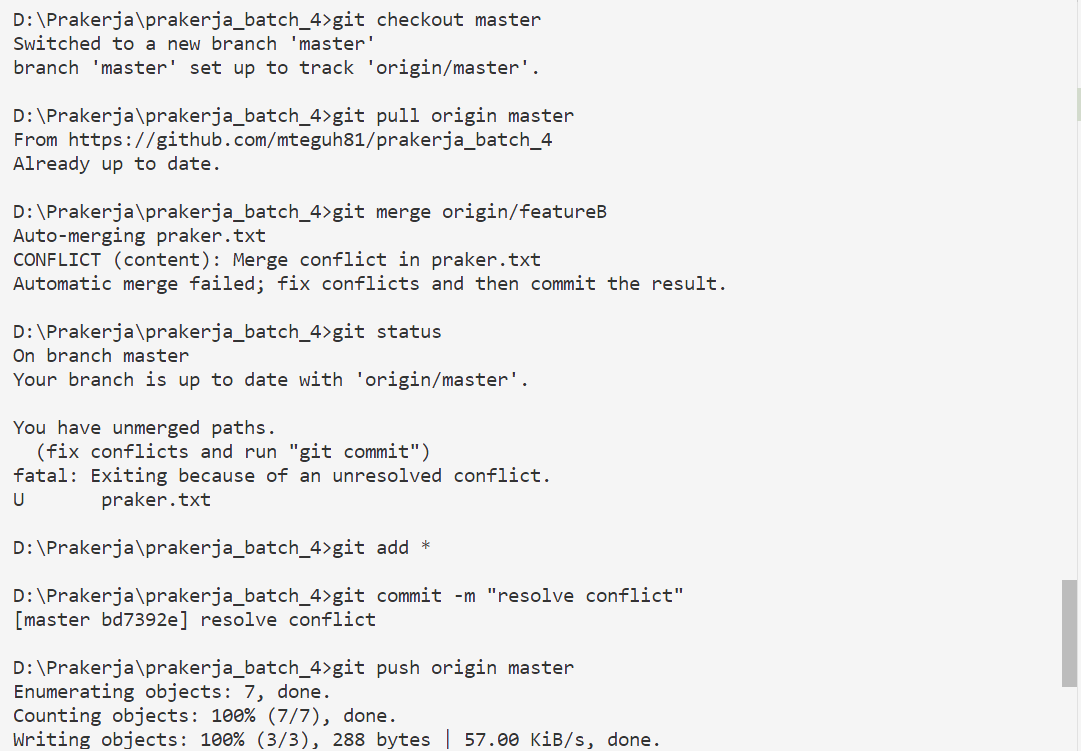 D:\Prakerja\prakerja_batch_4>git checkout master
Switched to a new branch 'master'
branch 'master' set up to track 'origin/master'.
D:\Prakerja\prakerja_batch_4>git pull origin master
From https://github.com/mteguh81/prakerja_batch_4
Already up to date.
D:\Prakerja\prakerja_batch_4>git merge origin/featureB
Auto-merging praker.txt
CONFLICT (content): Merge conflict in praker.txt
Automatic merge failed; fix conflicts and then commit the result.
D:\Prakerja\prakerja_batch_4>git status
On branch master
Your branch is up to date with 'origin/master'.
You have unmerged paths.
  (fix conflicts and run "git commit")
fatal: Exiting because of an unresolved conflict.
U       praker.txt
D:\Prakerja\prakerja_batch_4>git add *
D:\Prakerja\prakerja_batch_4>git commit -m "resolve conflict"
[master bd7392e] resolve conflict
D:\Prakerja\prakerja_batch_4>git push origin master
Enumerating objects: 7, done.
Counting objects: 100% (7/7), done.
Writing objects: 100% (3/3), 288 bytes | 57.00 KiB/s, done.